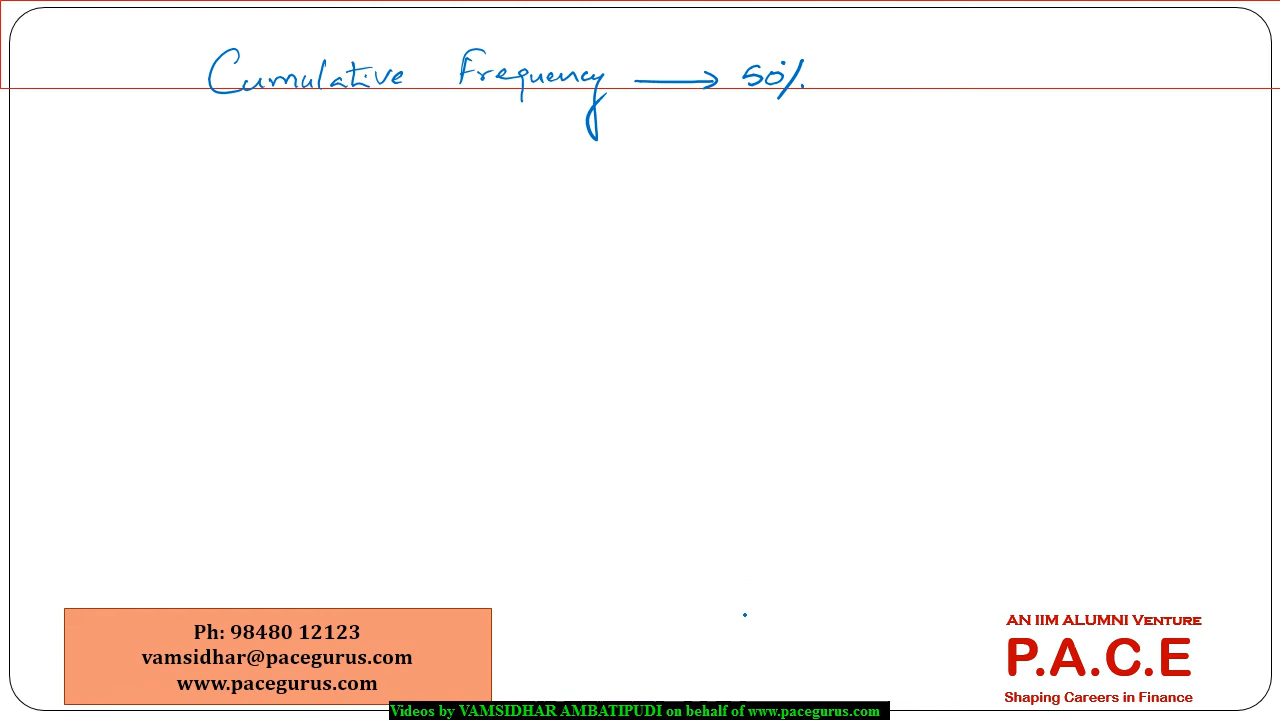 Cumulative Frequency → 50%
Ph: 98480 12123
vamsidhar@pacegurus.com
www.pacegurus.com
AN IIM ALUMNI VENTURE
P.A.C.E
Shaping Careers in Finance
Videos by VAMSIDHAR AMBATIPUDI on behalf of www.pacegurus.com